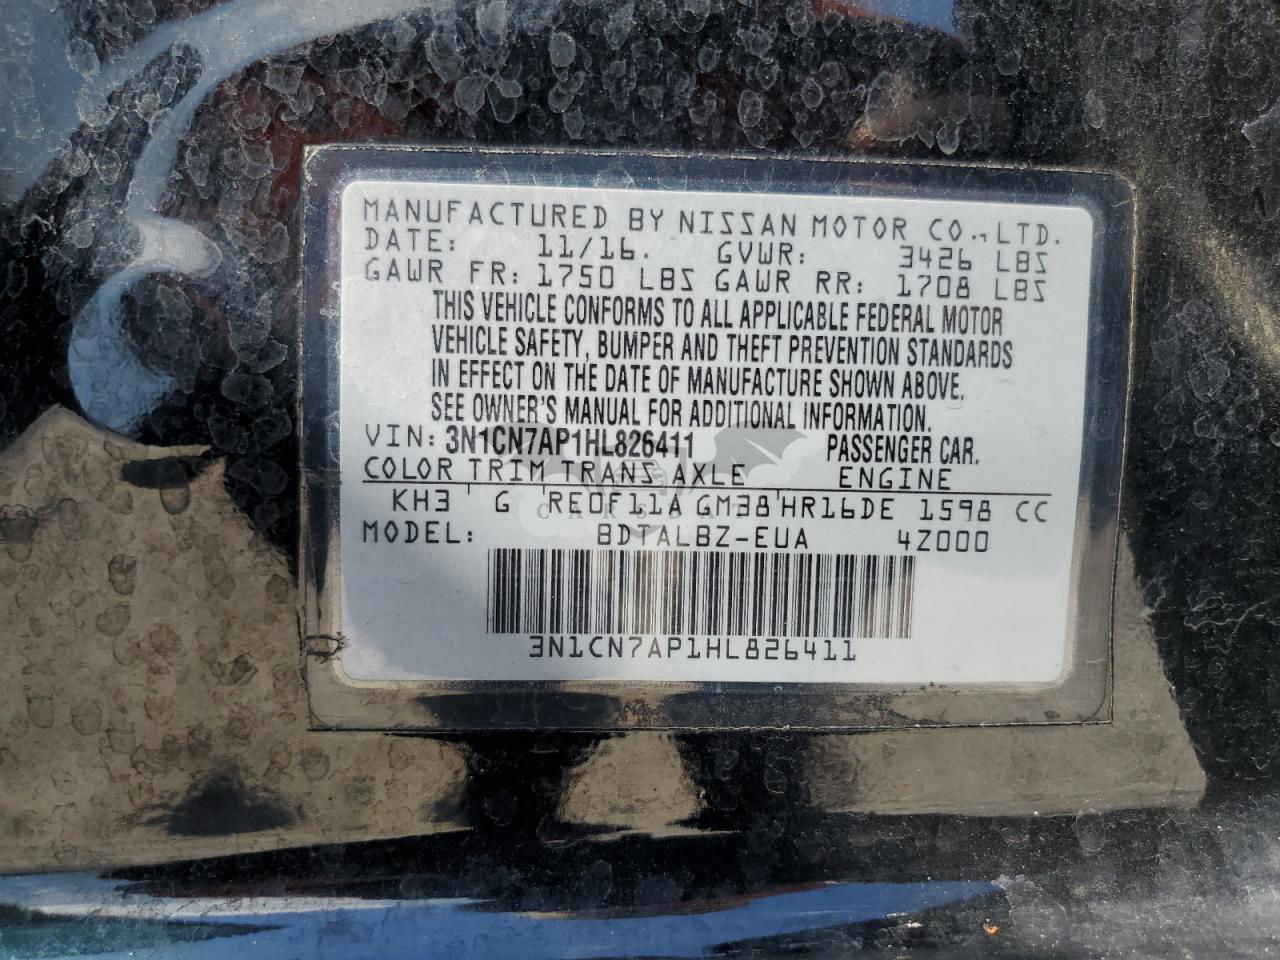 MANUFACTURED BY NISSAN MOTOR CO., LTD.
DATE: 11/16. GVWR: 3426 LBS
GAWR FR: 1750 LBS GAWR RR: 1708 LBS
THIS VEHICLE CONFORMS TO ALL APPLICABLE FEDERAL MOTOR
VEHICLE SAFETY, BUMPER AND THEFT PREVENTION STANDARDS
IN EFFECT ON THE DATE OF MANUFACTURE SHOWN ABOVE.
SEE OWNER'S MANUAL FOR ADDITIONAL INFORMATION.
VIN: 3N1CN7AP1HL826411 PASSENGER CAR.
COLOR TRIM TRANS AXLE ENGINE
KH3 G RE0F11A GM38 HR16DE 1598 CC
MODEL: BDTALBZ-EUA 4Z000
3N1CN7AP1HL826411